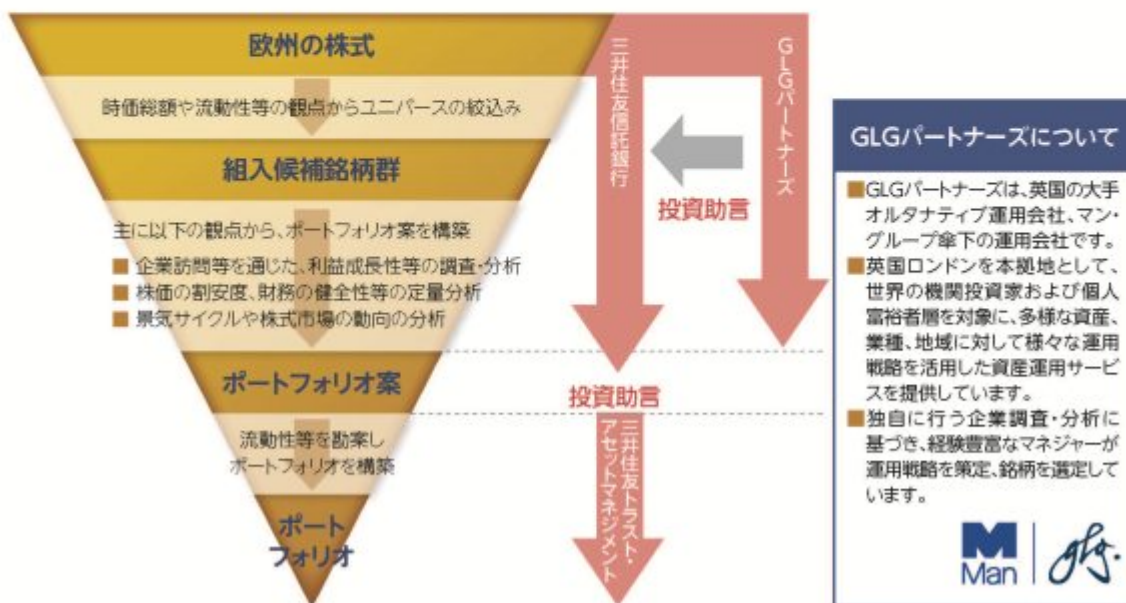 欧州の株式
時価総額や流動性等の観点からユニバースの絞込み
組入候補銘柄群
主に以下の観点から、ポートフォリオ案を構築
■ 企業訪問等を通じた、利益成長性等の調査・分析
■ 株価の割安度、財務の健全性等の定量分析
■ 景気サイクルや株式市場の動向の分析
ポートフォリオ案
流動性等を勘案し
ポートフォリオを構築
ポート
フォリオ
三井住友信託銀行
GLGパートナーズ
投資助言
投資助言
三井住友トラスト・
アセットマネジメント
GLGパートナーズについて
■GLGパートナーズは、英国の大手
オルタナティブ運用会社、マン・
グループ傘下の運用会社です。
■英国ロンドンを本拠地として、
世界の機関投資家および個人
富裕者層を対象に、多様な資産、
業種、地域に対して様々な運用
戦略を活用した資産運用サービ
スを提供しています。
■独自に行う企業調査・分析に
基づき、経験豊富なマネジャーが
運用戦略を策定、銘柄を選定して
います。
Man
glg.